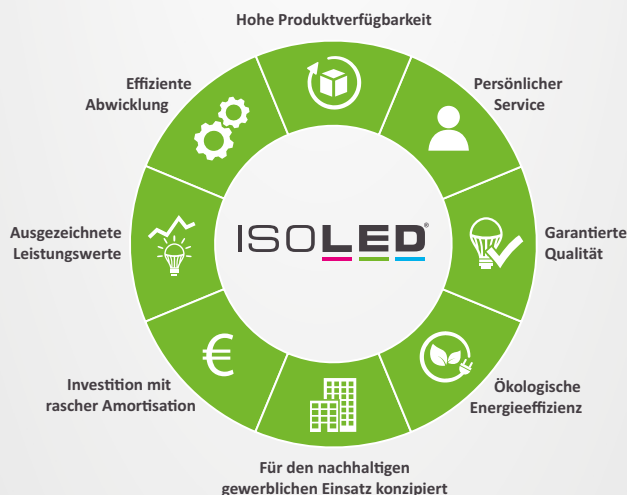 Hohe Produktverfügbarkeit
Persönlicher
Service
Garantierte
Qualität
Ökologische
Energieeffizienz
Für den nachhaltigen
gewerblichen Einsatz konzipiert
Investition mit
rascher Amortisation
Ausgezeichnete
Leistungswerte
Effiziente
Abwicklung
€
ISOLED®